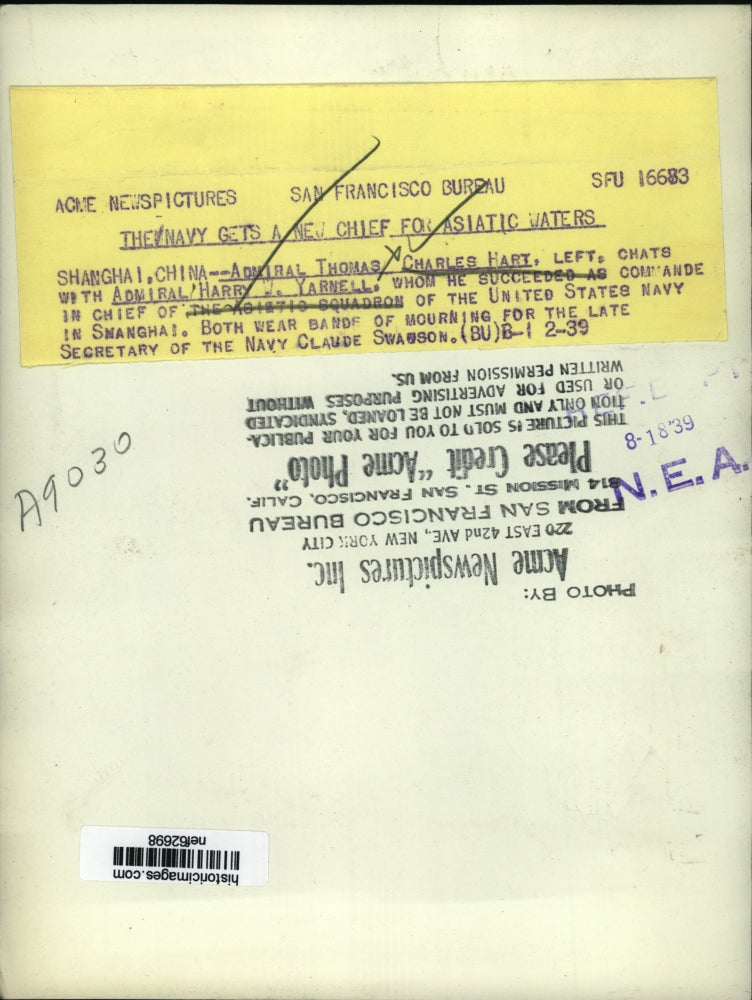 ACME NEWSPICTURES SAN FRANCISCO BUREAU SFU 16683
THE NAVY GETS A NEW CHIEF FOR ASIATIC WATERS
SHANGHAI, CHINA--ADMIRAL THOMAS CHARLES HART, LEFT, CHATS
WITH ADMIRAL HARRY . YARNELL, WHOM HE SUCCEEDED AS COMMANDE
IN CHIEF OF THE ASIATIC SQUADRON OF THE UNITED STATES NAVY
IN SHANGHAI. BOTH WEAR BANDS OF MOURNING FOR THE LATE
SECRETARY OF THE NAVY CLAUDE SWANSON. (BU) 2-39
PHOTO BY:
Acme Newspictures Inc.
220 EAST 42nd AVE., NEW YORK CITY
FROM SAN FRANCISCO BUREAU
814 MISSION ST. SAN FRANCISCO, CALIF.
Please Credit "Acme Photo"
THIS PICTURE IS SOLD TO YOU FOR YOUR PUBLICA-
TION ONLY AND MUST NOT BE LOANED, SYNDICATED
OR USED FOR ADVERTISING PURPOSES WITHOUT
WRITTEN PERMISSION FROM US.
8-18'39
N.E.A.
A9030
historicimages.com
nef62698